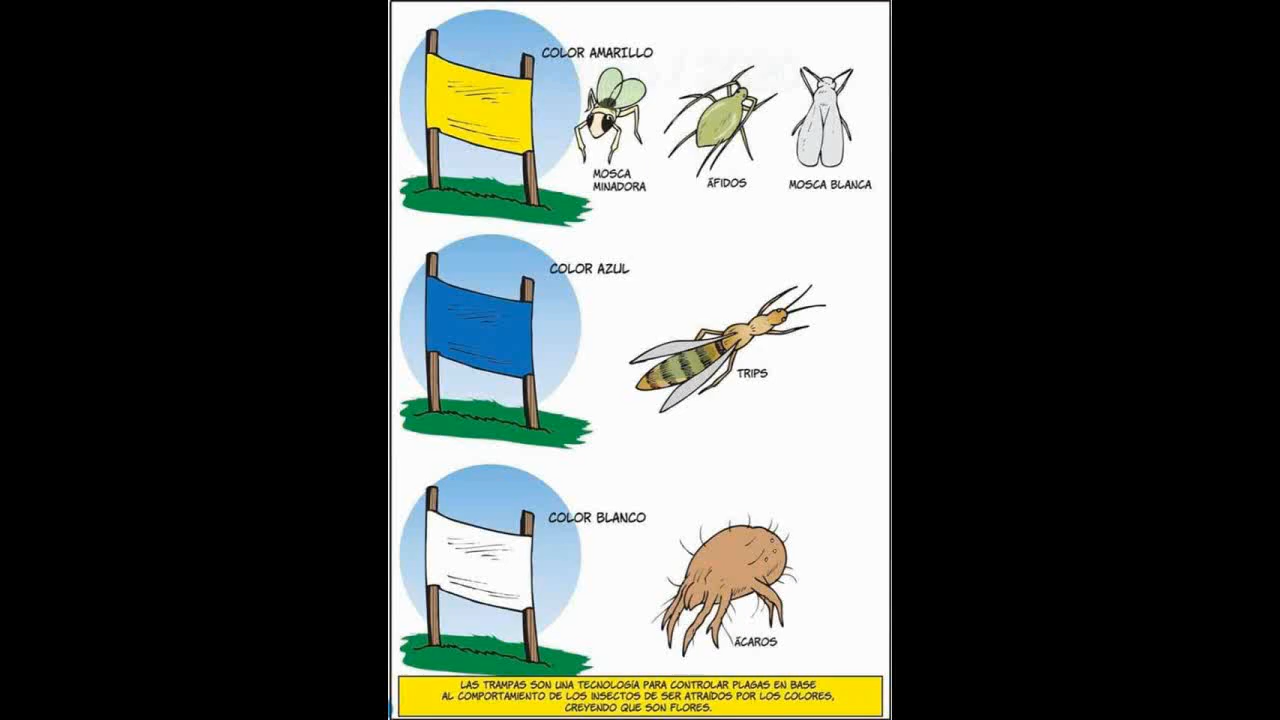 COLOR AMARILLO
MOSCA
MINADORA
ÁFIDOS
MOSCA BLANCA
COLOR AZUL
TRIPS
COLOR BLANCO
ÁCAROS
LAS TRAMPAS SON UNA TECNOLOGÍA PARA CONTROLAR PLAGAS EN BASE
AL COMPORTAMIENTO DE LOS INSECTOS DE SER ATRAÍDOS POR LOS COLORES,
CREYENDO QUE SON FLORES.